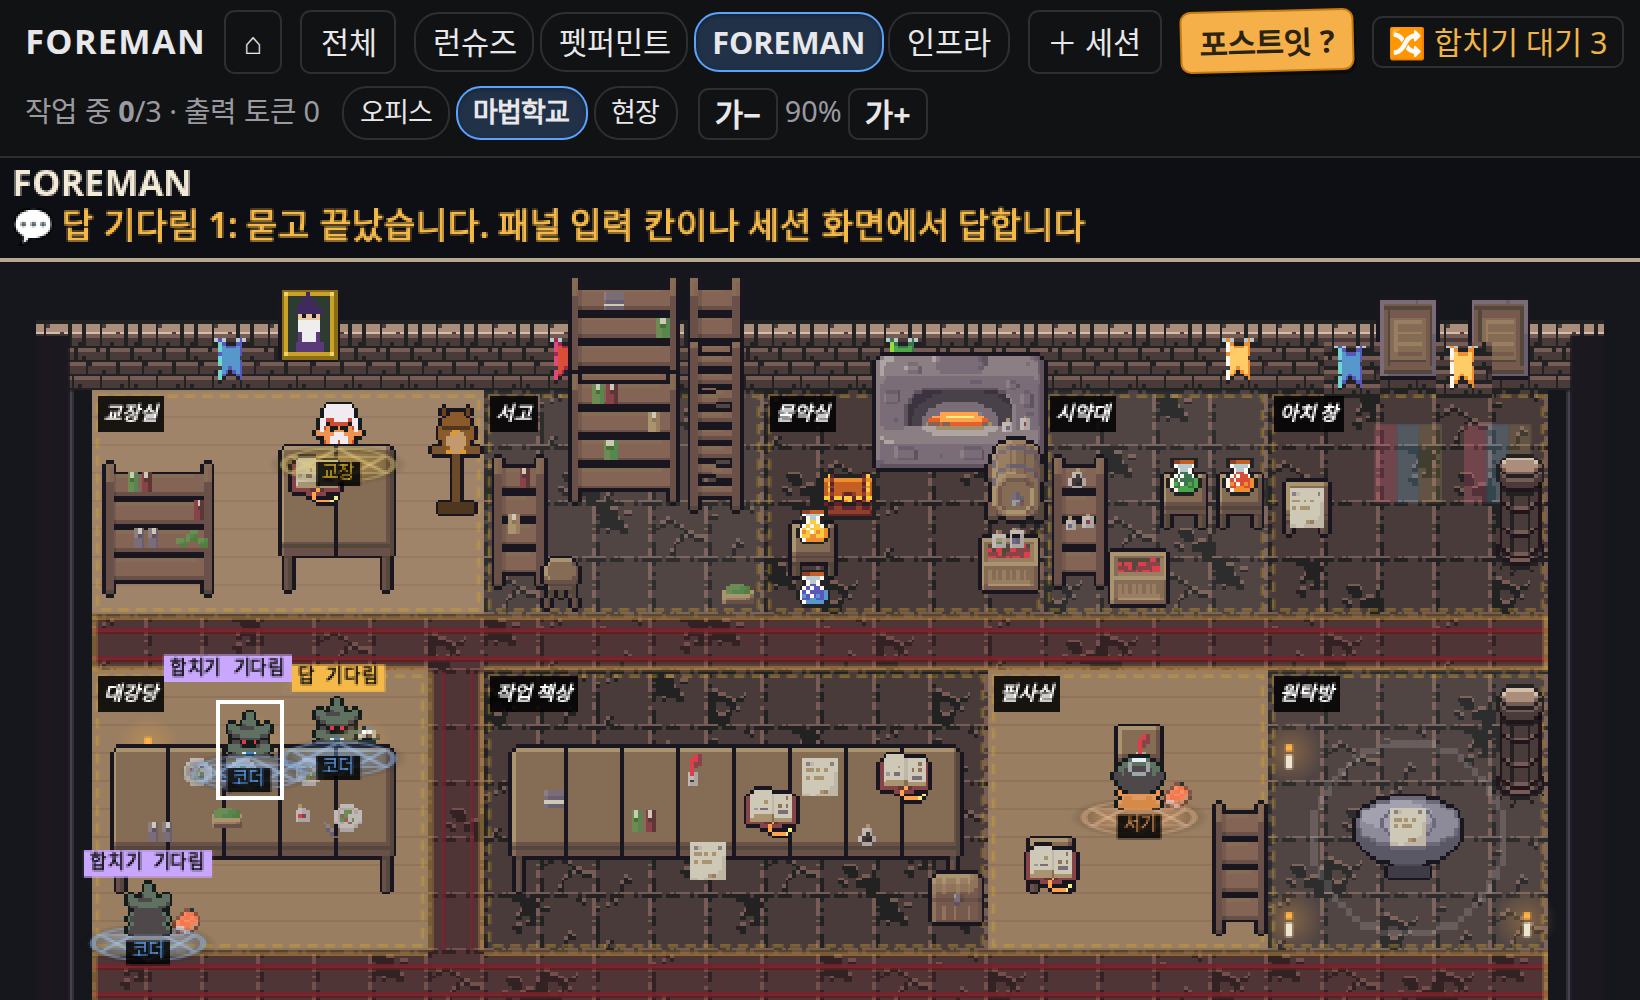 FOREMAN ⌂ 전체 런슈즈 펫퍼민트 FOREMAN 인프라 + 세션 포스트잇 ? 🔀 합치기 대기 3
작업 중 0/3 · 출력 토큰 0 오피스 마법학교 현장 가− 90% 가+
FOREMAN
💬 답 기다림 1: 묻고 끝났습니다. 패널 입력 칸이나 세션 화면에서 답합니다
교장실
서고
물약실
시약대
아치 창
교장
합치기 기다림
답 기다림
대강당
작업 책상
필사실
원탁방
코더
코더
서기
합치기 기다림
코더